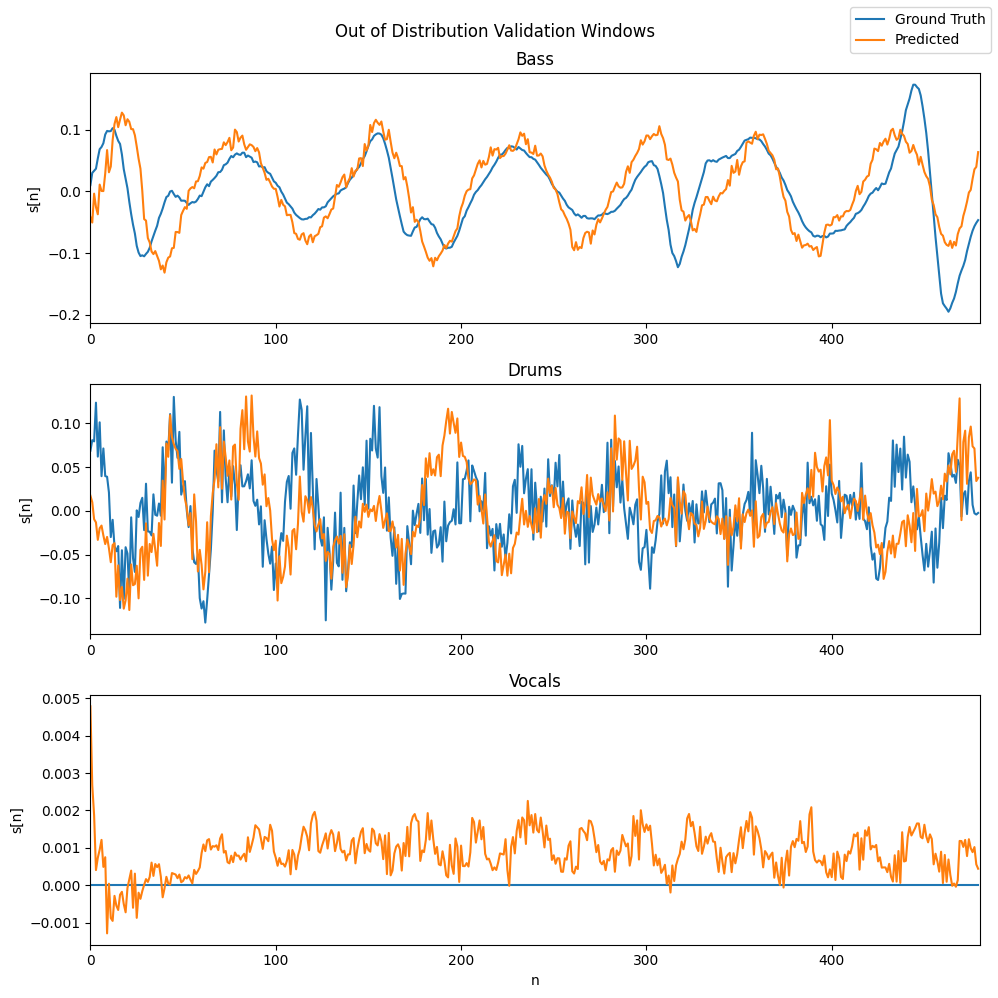 Out of Distribution Validation Windows
Ground Truth
Predicted
Bass
s[n]
0.1
0.0
−0.1
−0.2
0 100 200 300 400
Drums
s[n]
0.10
0.05
0.00
−0.05
−0.10
0 100 200 300 400
Vocals
s[n]
0.005
0.004
0.003
0.002
0.001
0.000
−0.001
0 100 200 300 400
n